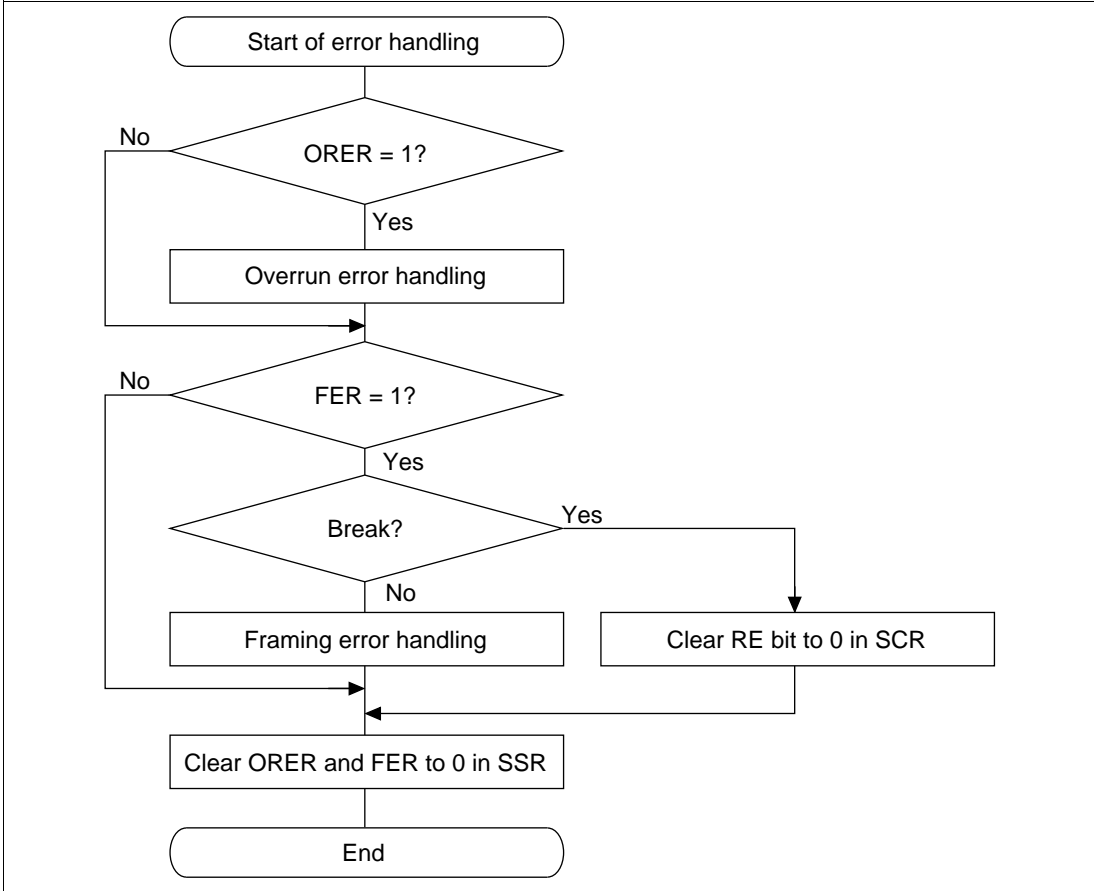 Start of error handling
No
ORER = 1?
Yes
Overrun error handling
No
FER = 1?
Yes
Break?
Yes
No
Framing error handling
Clear RE bit to 0 in SCR
Clear ORER and FER to 0 in SSR
End